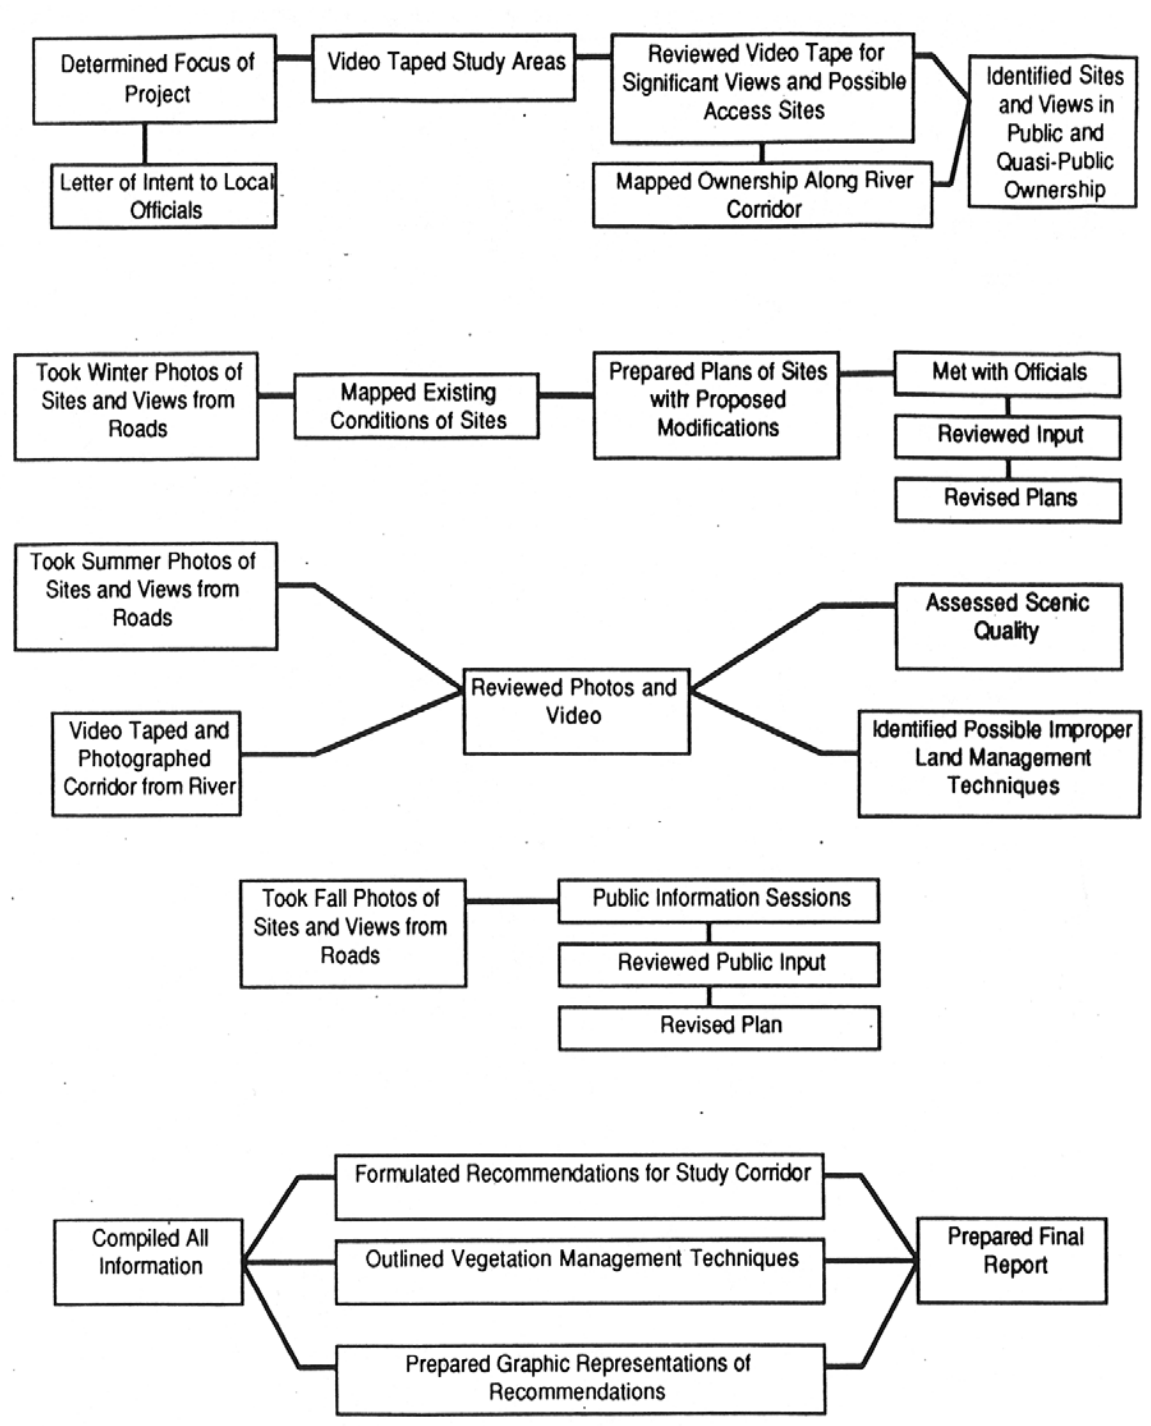 Determined Focus of
Project
Letter of Intent to Local
Officials
Video Taped Study Areas
Reviewed Video Tape for
Significant Views and Possible
Access Sites
Mapped Ownership Along River
Corridor
Identified Sites
and Views in
Public and
Quasi-Public
Ownership
Took Winter Photos of
Sites and Views from
Roads
Mapped Existing
Conditions of Sites
Prepared Plans of Sites
with Proposed
Modifications
Met with Officials
Reviewed Input
Revised Plans
Took Summer Photos of
Sites and Views from
Roads
Video Taped and
Photographed
Corridor from River
Reviewed Photos and
Video
Assessed Scenic
Quality
Identified Possible Improper
Land Management
Techniques
Took Fall Photos of
Sites and Views from
Roads
Public Information Sessions
Reviewed Public Input
Revised Plan
Compiled All
Information
Formulated Recommendations for Study Corridor
Outlined Vegetation Management Techniques
Prepared Graphic Representations of
Recommendations
Prepared Final
Report